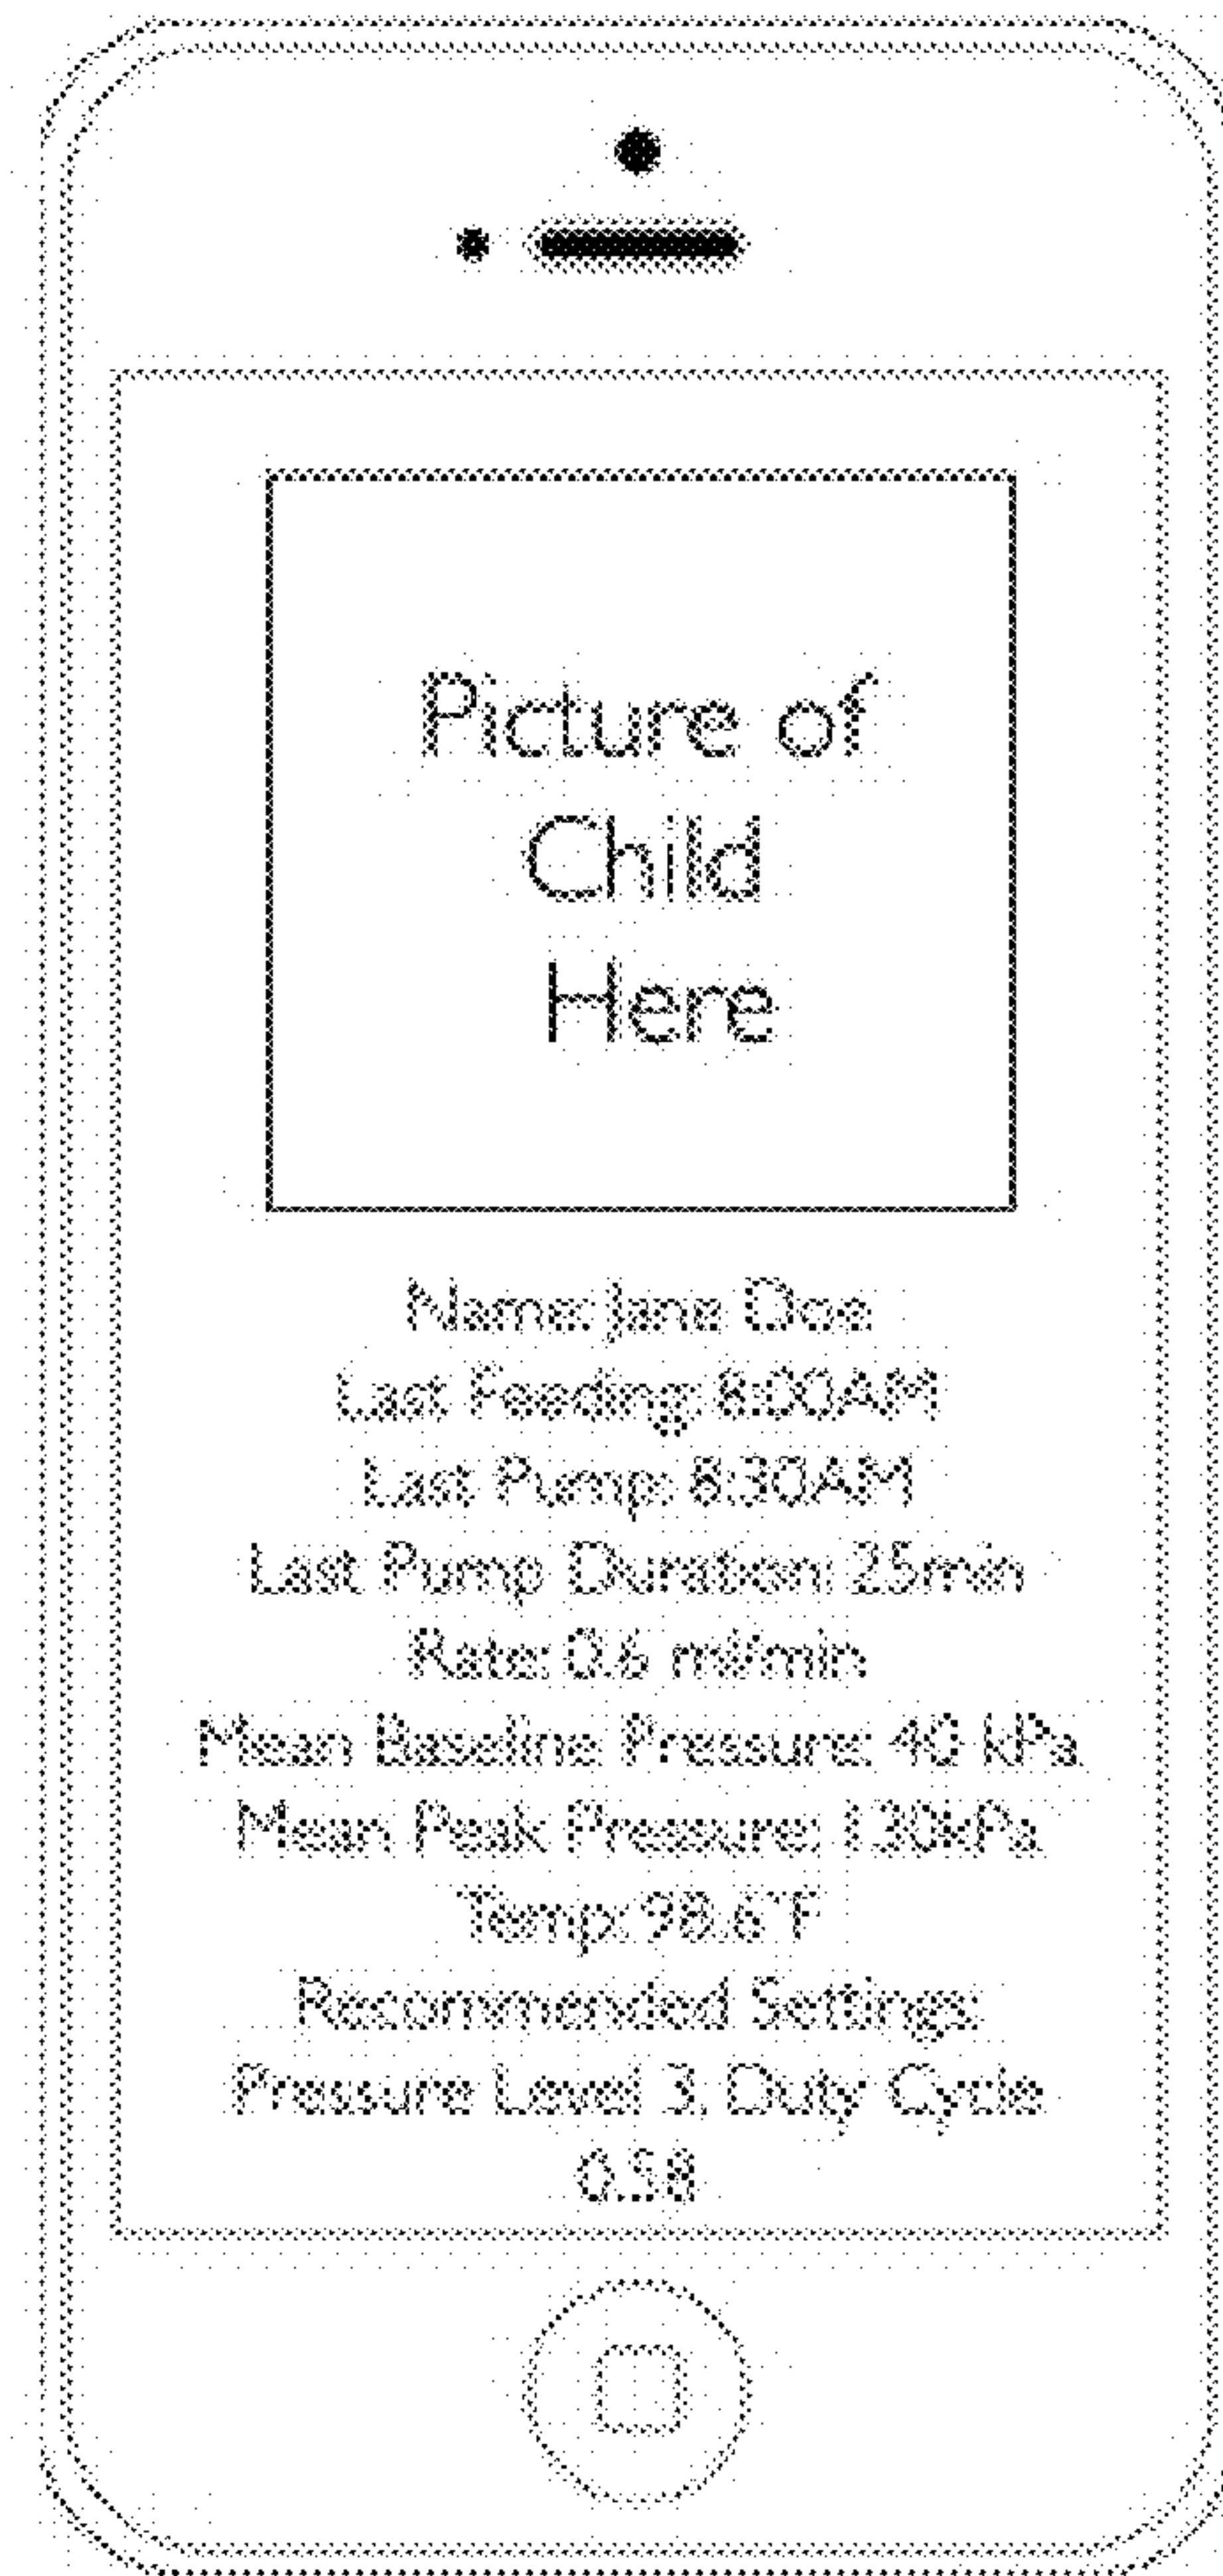 Picture of
Child
Here
Name: Jane Doe
Last Feeding: 8:00AM
Last Pump: 8:30AM
Last Pump Duration: 25min
Rate: 0.6 ml/min
Mean Baseline Pressure: 40 kPa
Mean Peak Pressure: 130kPa
Temp: 98.6°F
Recommended Settings:
Pressure Level 3, Duty Cycle
0.58